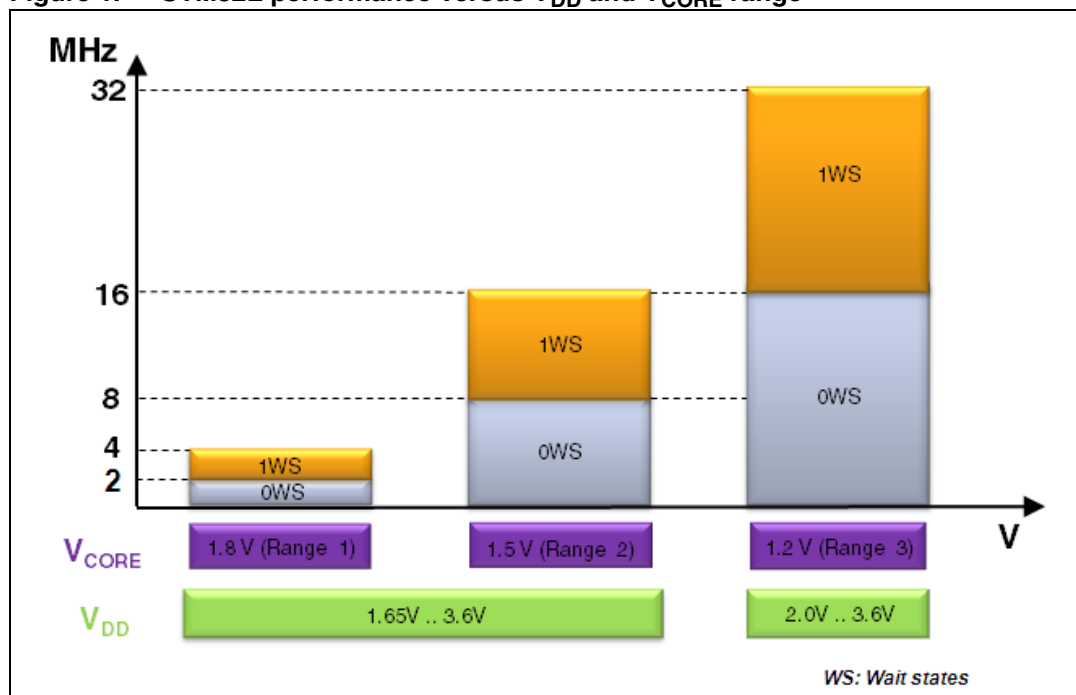 MHz
32
1WS
16
1WS
0WS
8
0WS
4
1WS
2
0WS
V
VCORE
1.8 V (Range 1)
1.5 V (Range 2)
1.2 V (Range 3)
VDD
1.65V .. 3.6V
2.0V .. 3.6V
WS: Wait states